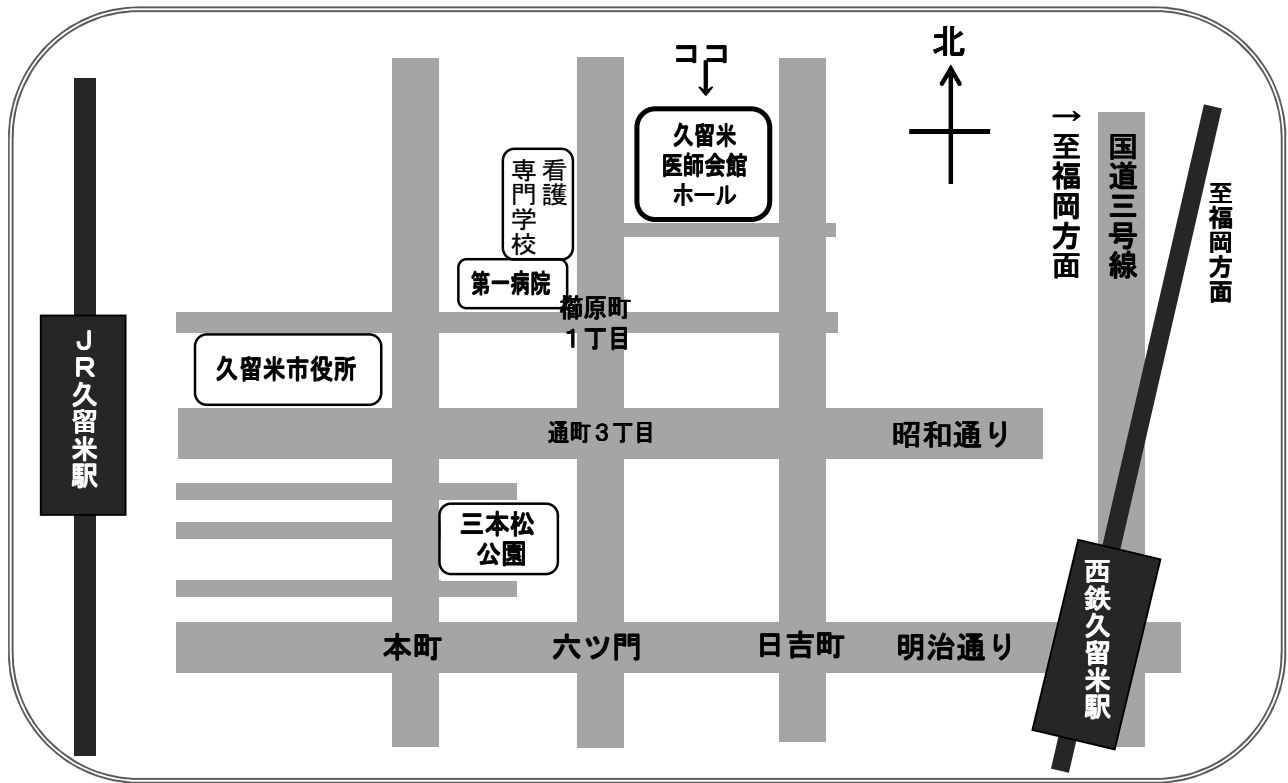 ココ
北
久留米
医師会館
ホール
看護
専門学校
第一病院
櫛原町
１丁目
→至福岡方面
国道三号線
至福岡方面
ＪＲ久留米駅
久留米市役所
通町３丁目
昭和通り
三本松
公園
本町
六ツ門
日吉町
明治通り
西鉄久留米駅